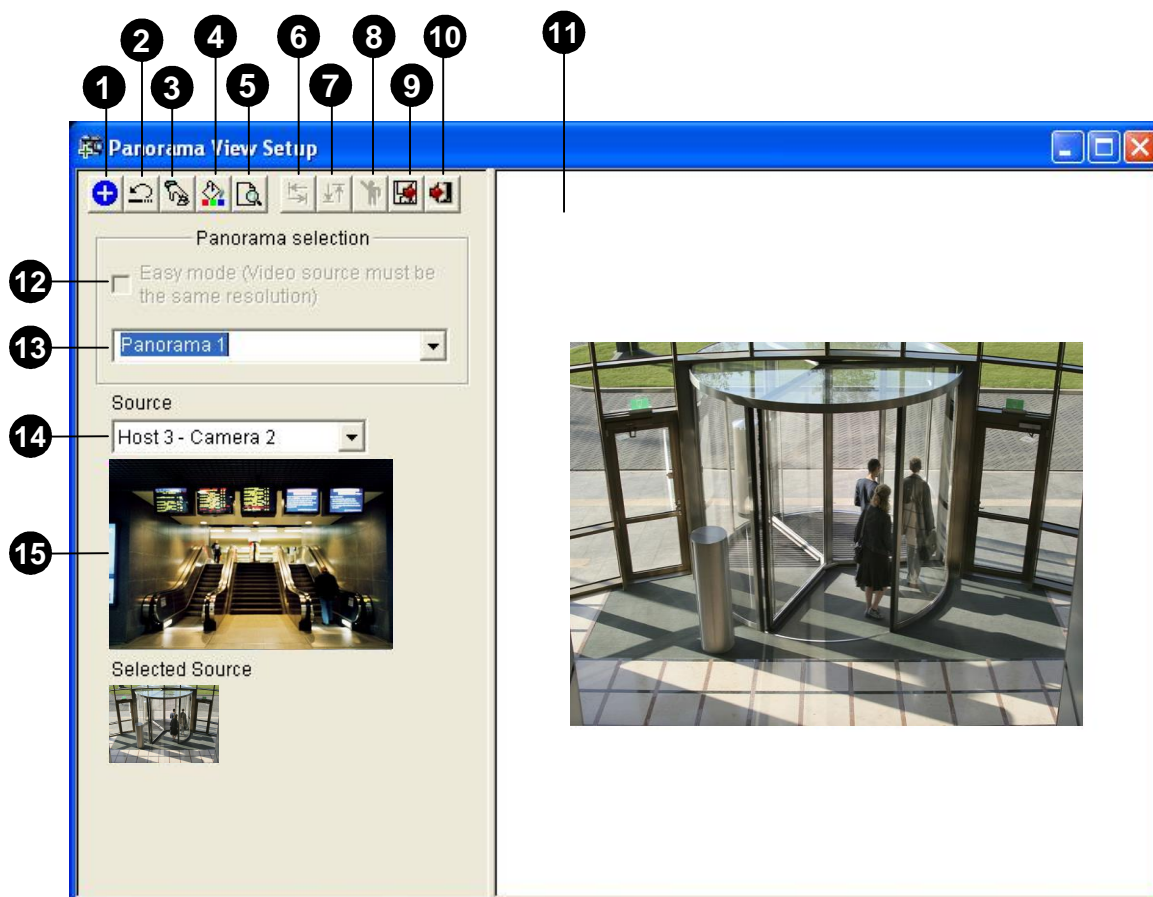 2 4 6 8 10 11
1 3 5 7 9
Panorama View Setup
Panorama selection
12 Easy mode (Video source must be
the same resolution)
13 Panorama 1
Source
14 Host 3 - Camera 2
15
Selected Source